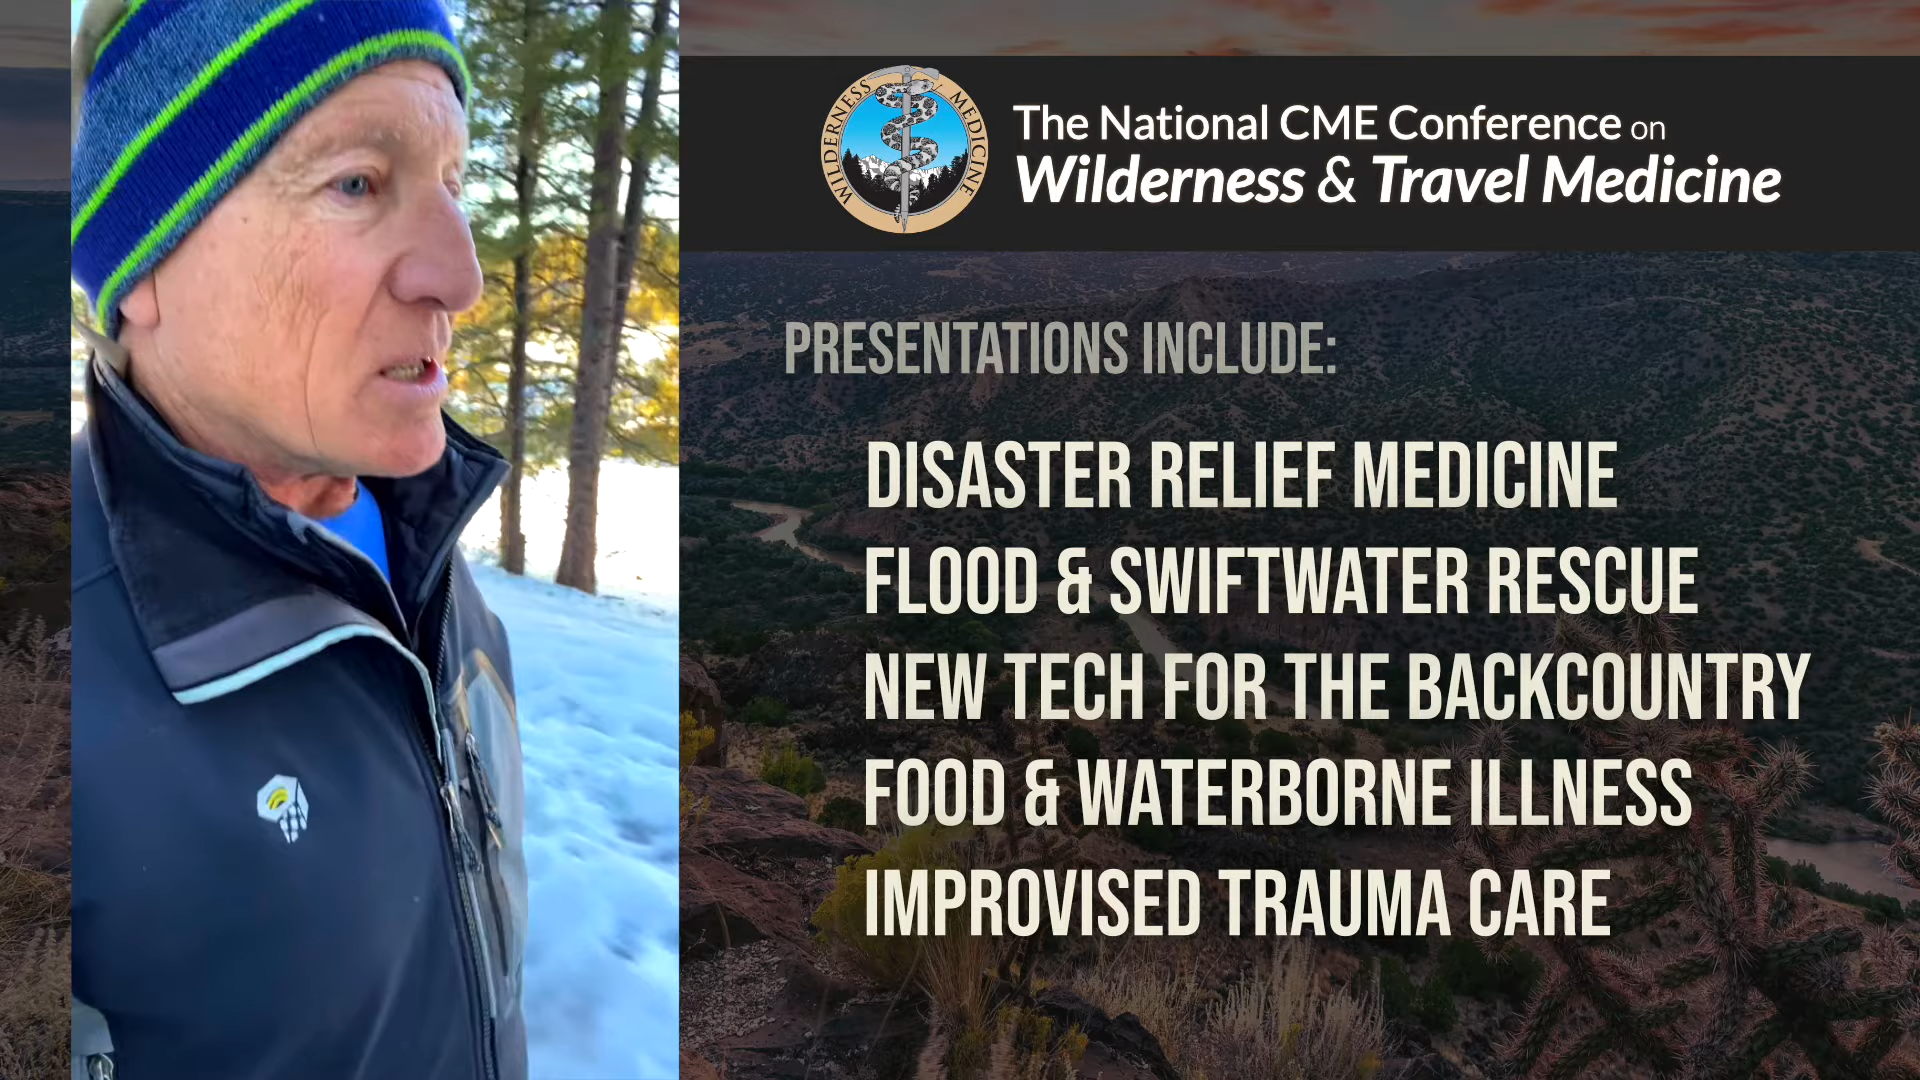 WILDERNESS MEDICINE
The National CME Conference on
Wilderness & Travel Medicine
PRESENTATIONS INCLUDE:
DISASTER RELIEF MEDICINE
FLOOD & SWIFTWATER RESCUE
NEW TECH FOR THE BACKCOUNTRY
FOOD & WATERBORNE ILLNESS
IMPROVISED TRAUMA CARE